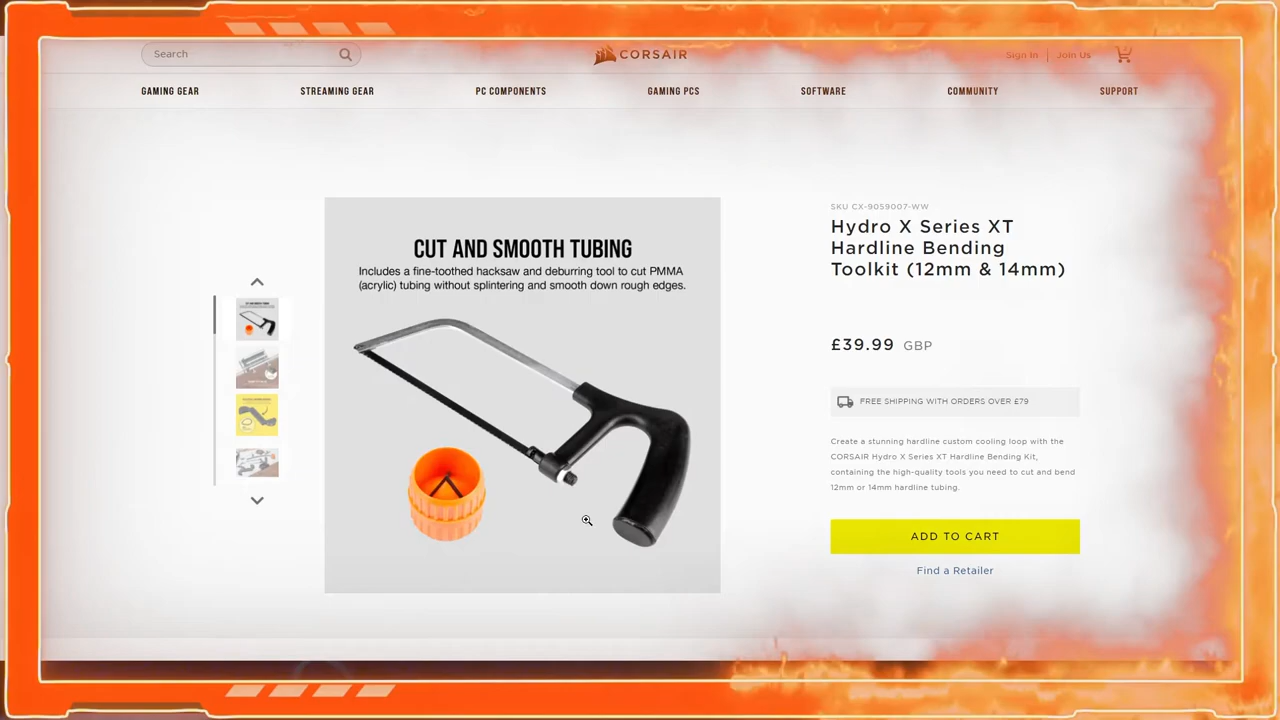 Search
CORSAIR
Sign In
Join Us
GAMING GEAR
STREAMING GEAR
PC COMPONENTS
GAMING PCS
SOFTWARE
COMMUNITY
SUPPORT
CUT AND SMOOTH TUBING
Includes a fine-toothed hacksaw and deburring tool to cut PMMA
(acrylic) tubing without splintering and smooth down rough edges.
SKU CX-9059007-WW
Hydro X Series XT
Hardline Bending
Toolkit (12mm & 14mm)
£39.99 GBP
FREE SHIPPING WITH ORDERS OVER £79
Create a stunning hardline custom cooling loop with the
CORSAIR Hydro X Series XT Hardline Bending Kit,
containing the high-quality tools you need to cut and bend
12mm or 14mm hardline tubing.
ADD TO CART
Find a Retailer